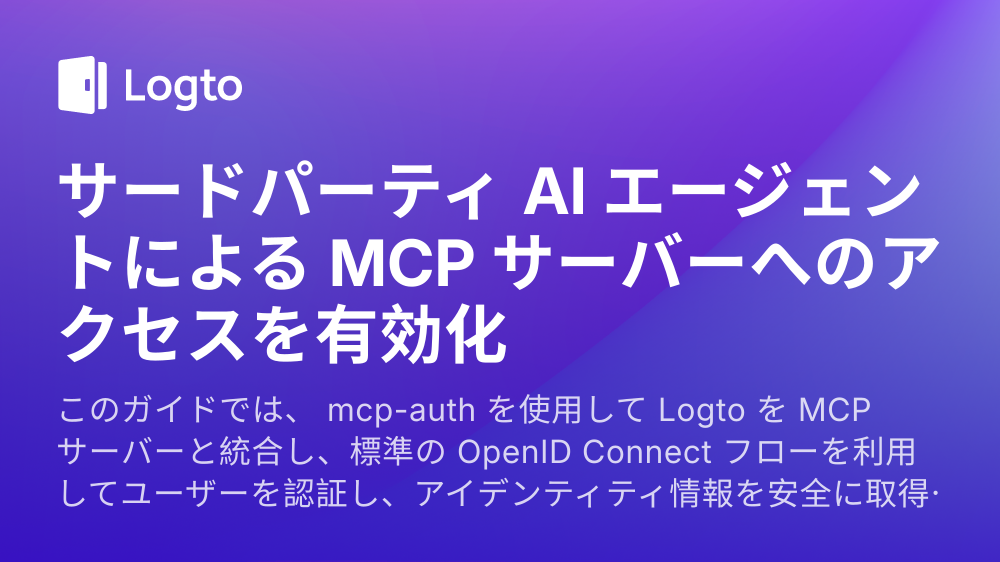 Logto
サードパーティ AI エージェン
トによる MCP サーバーへのア
クセスを有効化
このガイドでは、 mcp-auth を使用して Logto を MCP
サーバーと統合し、標準の OpenID Connect フローを利用
してユーザーを認証し、アイデンティティ情報を安全に取得·